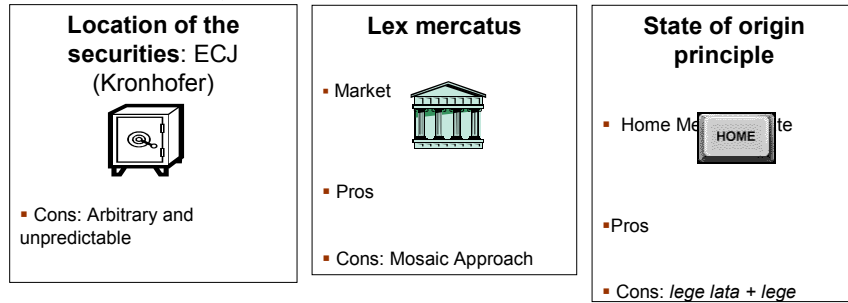 Location of the
securities: ECJ
(Kronhofer)
▪ Cons: Arbitrary and
unpredictable
Lex mercatus
▪ Market
▪ Pros
▪ Cons: Mosaic Approach
State of origin
principle
▪ Home
HOME
▪Pros
▪ Cons: lege lata + lege